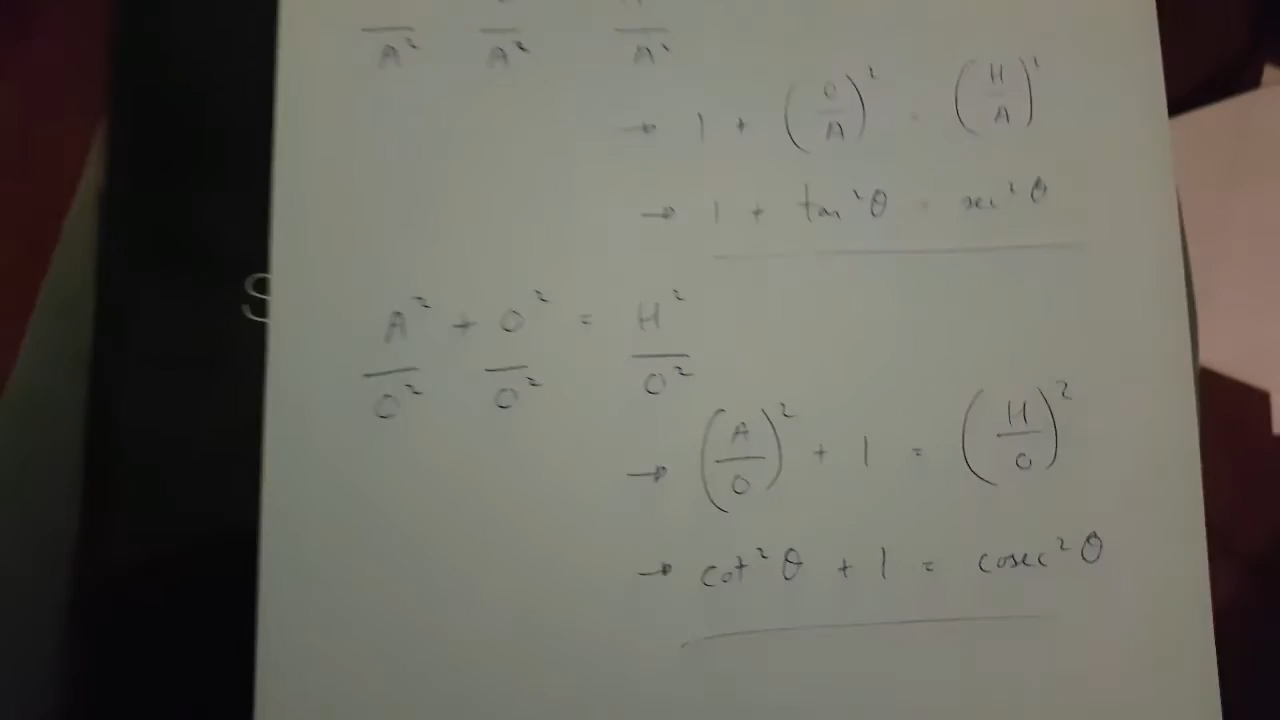 A² A² A²
→ 1 + (O/A)² = (H/A)²
→ 1 + tan²θ = sec²θ
S
A² + O² = H²
O² O² O²
→ (A/O)² + 1 = (H/O)²
→ cot²θ + 1 = cosec²θ